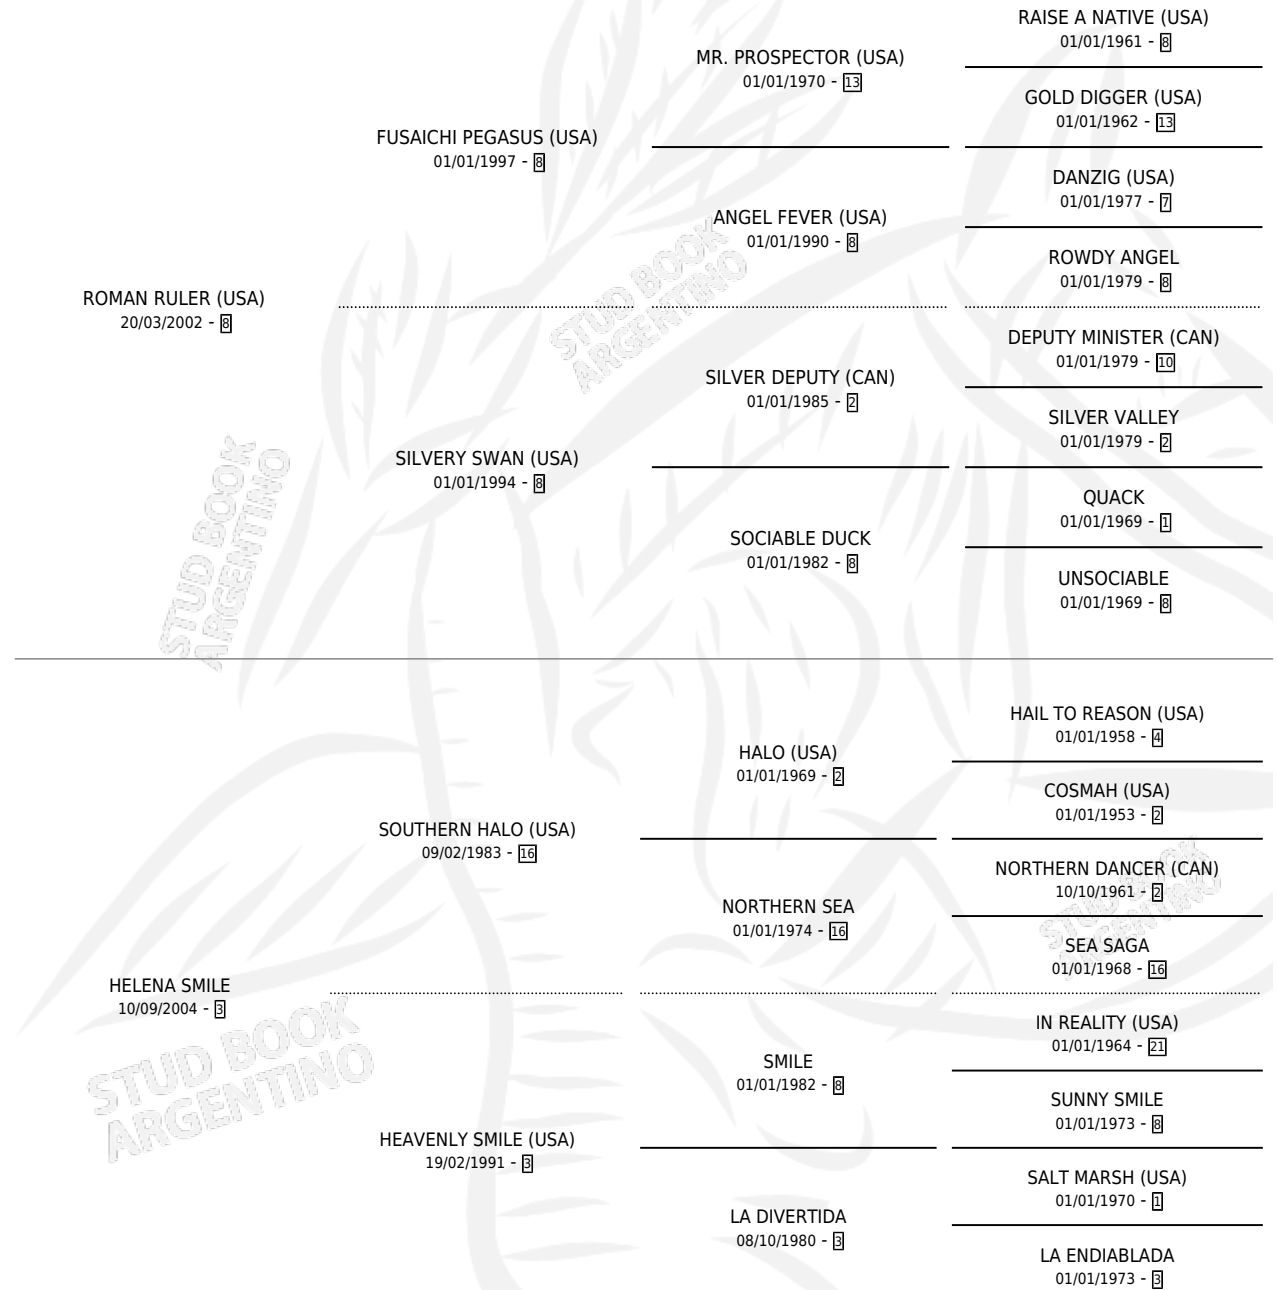 RAISE A NATIVE (USA)
01/01/1961 - 8
MR. PROSPECTOR (USA)
01/01/1970 - 13
GOLD DIGGER (USA)
01/01/1962 - 13
FUSAICHI PEGASUS (USA)
01/01/1997 - 8
DANZIG (USA)
01/01/1977 - 7
ANGEL FEVER (USA)
01/01/1990 - 8
ROWDY ANGEL
01/01/1979 - 8
ROMAN RULER (USA)
20/03/2002 - 8
STUD BOOK
ARGENTINO
DEPUTY MINISTER (CAN)
01/01/1979 - 10
SILVER DEPUTY (CAN)
01/01/1985 - 2
SILVER VALLEY
01/01/1979 - 2
SILVERY SWAN (USA)
01/01/1994 - 8
QUACK
01/01/1969 - 1
SOCIABLE DUCK
01/01/1982 - 8
UNSOCIABLE
01/01/1969 - 8
STUD BOOK
ARGENTINO
HAIL TO REASON (USA)
01/01/1958 - 4
HALO (USA)
01/01/1969 - 2
COSMAH (USA)
01/01/1953 - 2
SOUTHERN HALO (USA)
09/02/1983 - 16
NORTHERN DANCER (CAN)
10/10/1961 - 2
NORTHERN SEA
01/01/1974 - 16
SEA SAGA
01/01/1968 - 16
STUD BOOK
ARGENTINO
HELENA SMILE
10/09/2004 - 3
STUD BOOK
ARGENTINO
IN REALITY (USA)
01/01/1964 - 21
SMILE
01/01/1982 - 8
SUNNY SMILE
01/01/1973 - 8
HEAVENLY SMILE (USA)
19/02/1991 - 3
SALT MARSH (USA)
01/01/1970 - 1
LA DIVERTIDA
08/10/1980 - 3
LA ENDIABLADA
01/01/1973 - 3